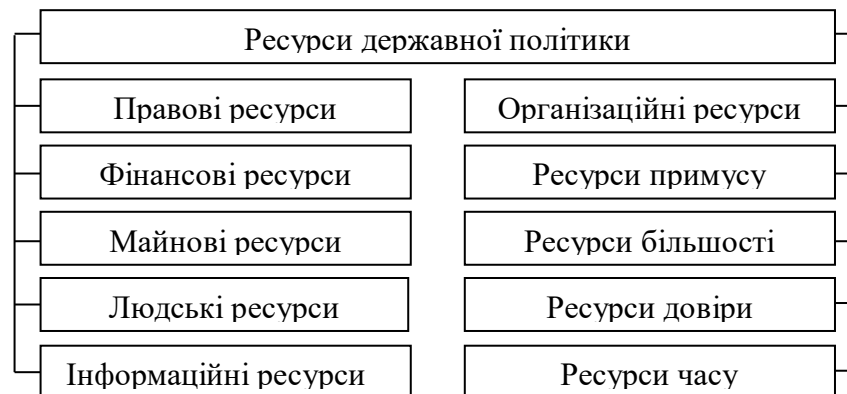 Ресурси державної політики
Правові ресурси
Організаційні ресурси
Фінансові ресурси
Ресурси примусу
Майнові ресурси
Ресурси більшості
Людські ресурси
Ресурси довіри
Інформаційні ресурси
Ресурси часу